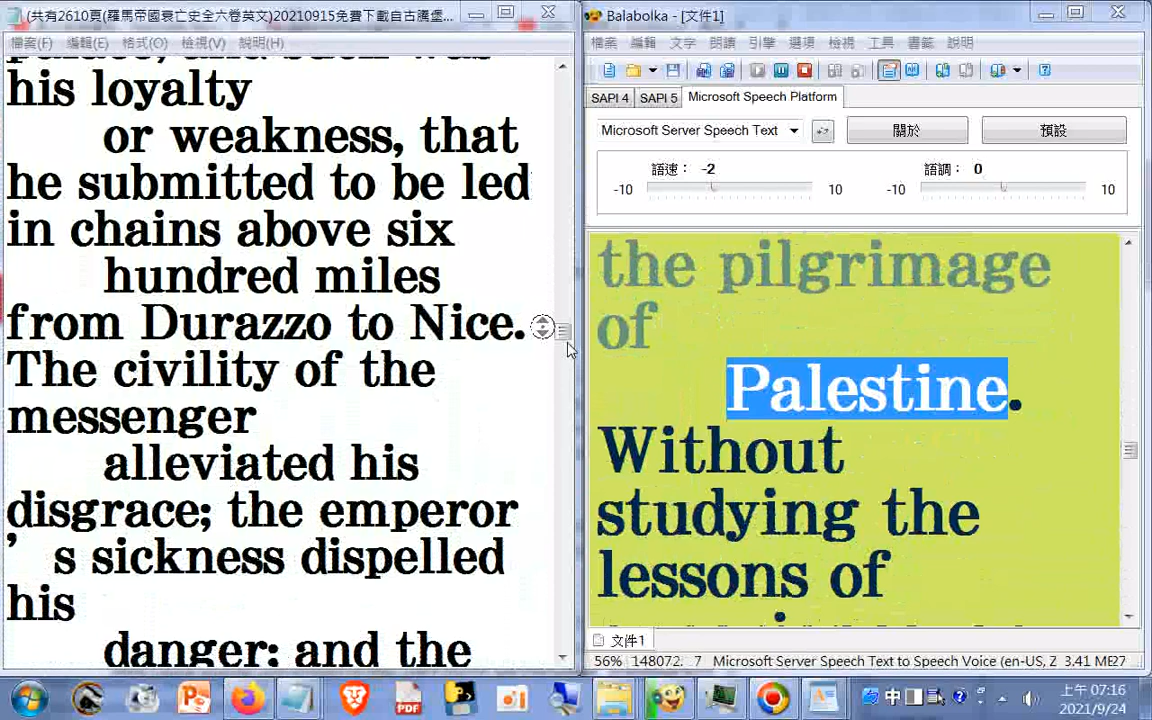 (共有2610頁(羅馬帝國衰亡史全六卷英文)20210915免費下載自古騰堡...
檔案(F) 編輯(E) 格式(O) 檢視(V) 說明(H)
his loyalty
or weakness, that
he submitted to be led
in chains above six
hundred miles
from Durazzo to Nice.
The civility of the
messenger
alleviated his
disgrace; the emperor
’ s sickness dispelled
his
danger; and the
Balabolka - [文件1]
檔案 編輯 文字 朗讀 引擎 選項 檢視 工具 書籤 說明
SAPI 4 SAPI 5 Microsoft Speech Platform
Microsoft Server Speech Text 關於 預設
語速： -2 語調： 0
-10 10 -10 10
the pilgrimage
of
Palestine.
Without
studying the
lessons of
文件1
56% 148072. 7 Microsoft Server Speech Text to Speech Voice (en-US, Z 3.41 ME27
中
上午 07:16
2021/9/24